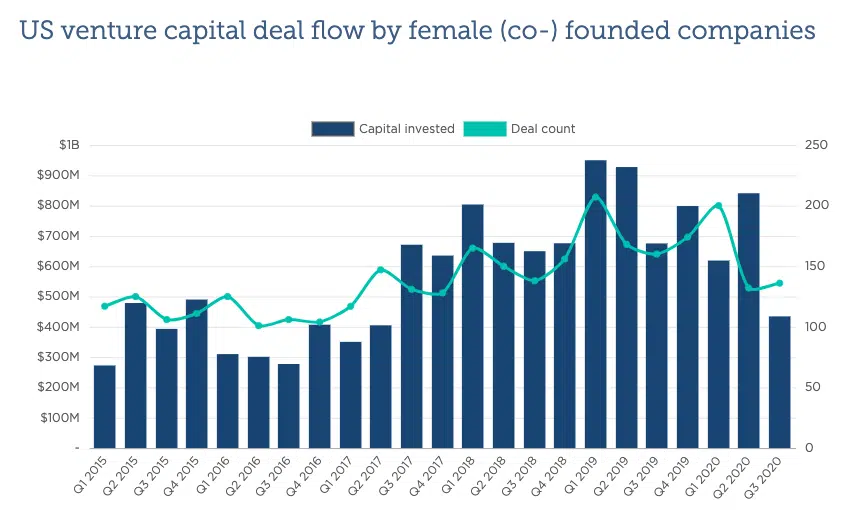 US venture capital deal flow by female (co-) founded companies
Capital invested
Deal count
$1B
$900M
$800M
$700M
$600M
$500M
$400M
$300M
$200M
$100M
-
250
200
150
100
50
0
Q1 2015
Q2 2015
Q3 2015
Q4 2015
Q1 2016
Q2 2016
Q3 2016
Q4 2016
Q1 2017
Q2 2017
Q3 2017
Q4 2017
Q1 2018
Q2 2018
Q3 2018
Q4 2018
Q1 2019
Q2 2019
Q3 2019
Q4 2019
Q1 2020
Q2 2020
Q3 2020